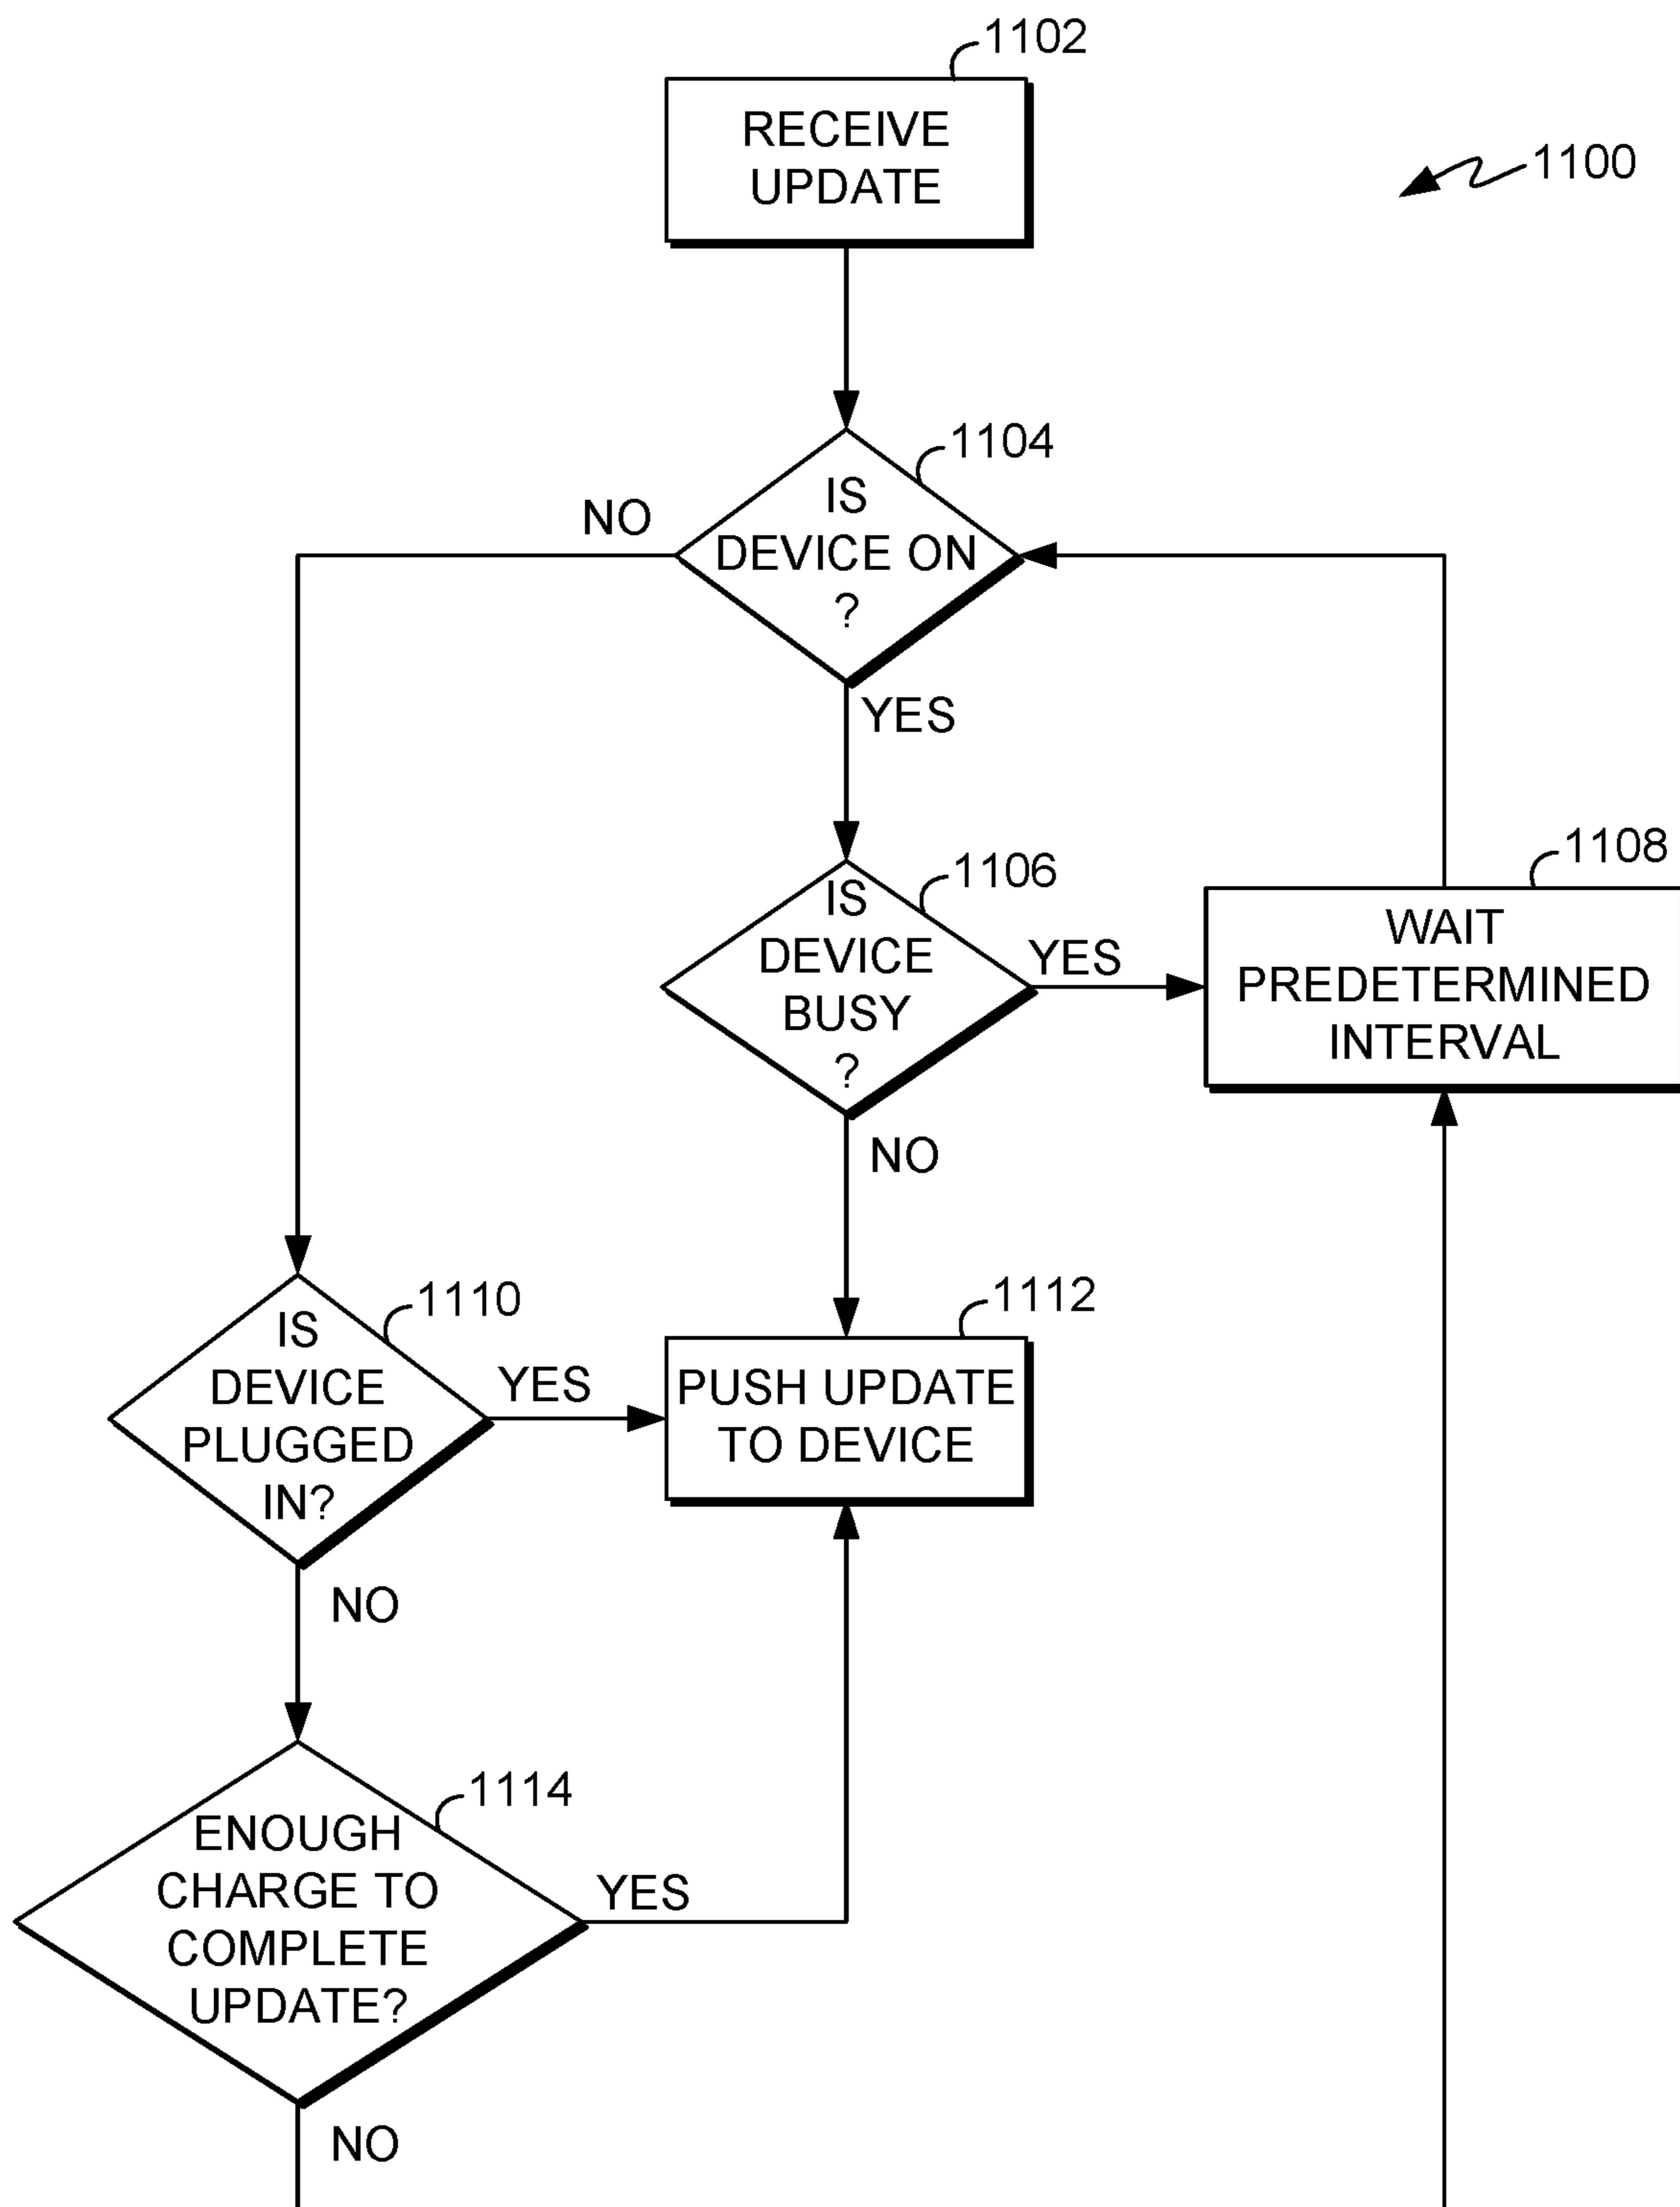 1102
RECEIVE
UPDATE
1100
1104
IS
DEVICE ON
?
NO
YES
1106
IS
DEVICE
BUSY
?
YES
1108
WAIT
PREDETERMINED
INTERVAL
NO
1110
IS
DEVICE
PLUGGED
IN?
YES
1112
PUSH UPDATE
TO DEVICE
NO
1114
ENOUGH
CHARGE TO
COMPLETE
UPDATE?
YES
NO